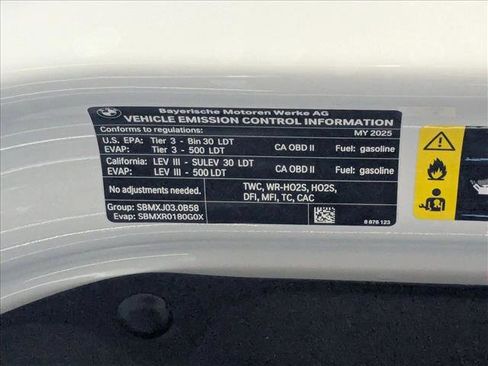 Bayerische Motoren Werke AG
VEHICLE EMISSION CONTROL INFORMATION
Conforms to regulations: MY 2025
U.S. EPA: Tier 3 - Bin 30 LDT
EVAP: Tier 3 - 500 LDT CA OBD II Fuel: gasoline
California: LEV III - SULEV 30 LDT
EVAP: LEV III - 500 LDT CA OBD II Fuel: gasoline
No adjustments needed.
TWC, WR-HO2S, HO2S,
DFI, MFI, TC, CAC
Group: SBMXJ03.0B58
Evap: SBMXR0180G0X
8 876 123